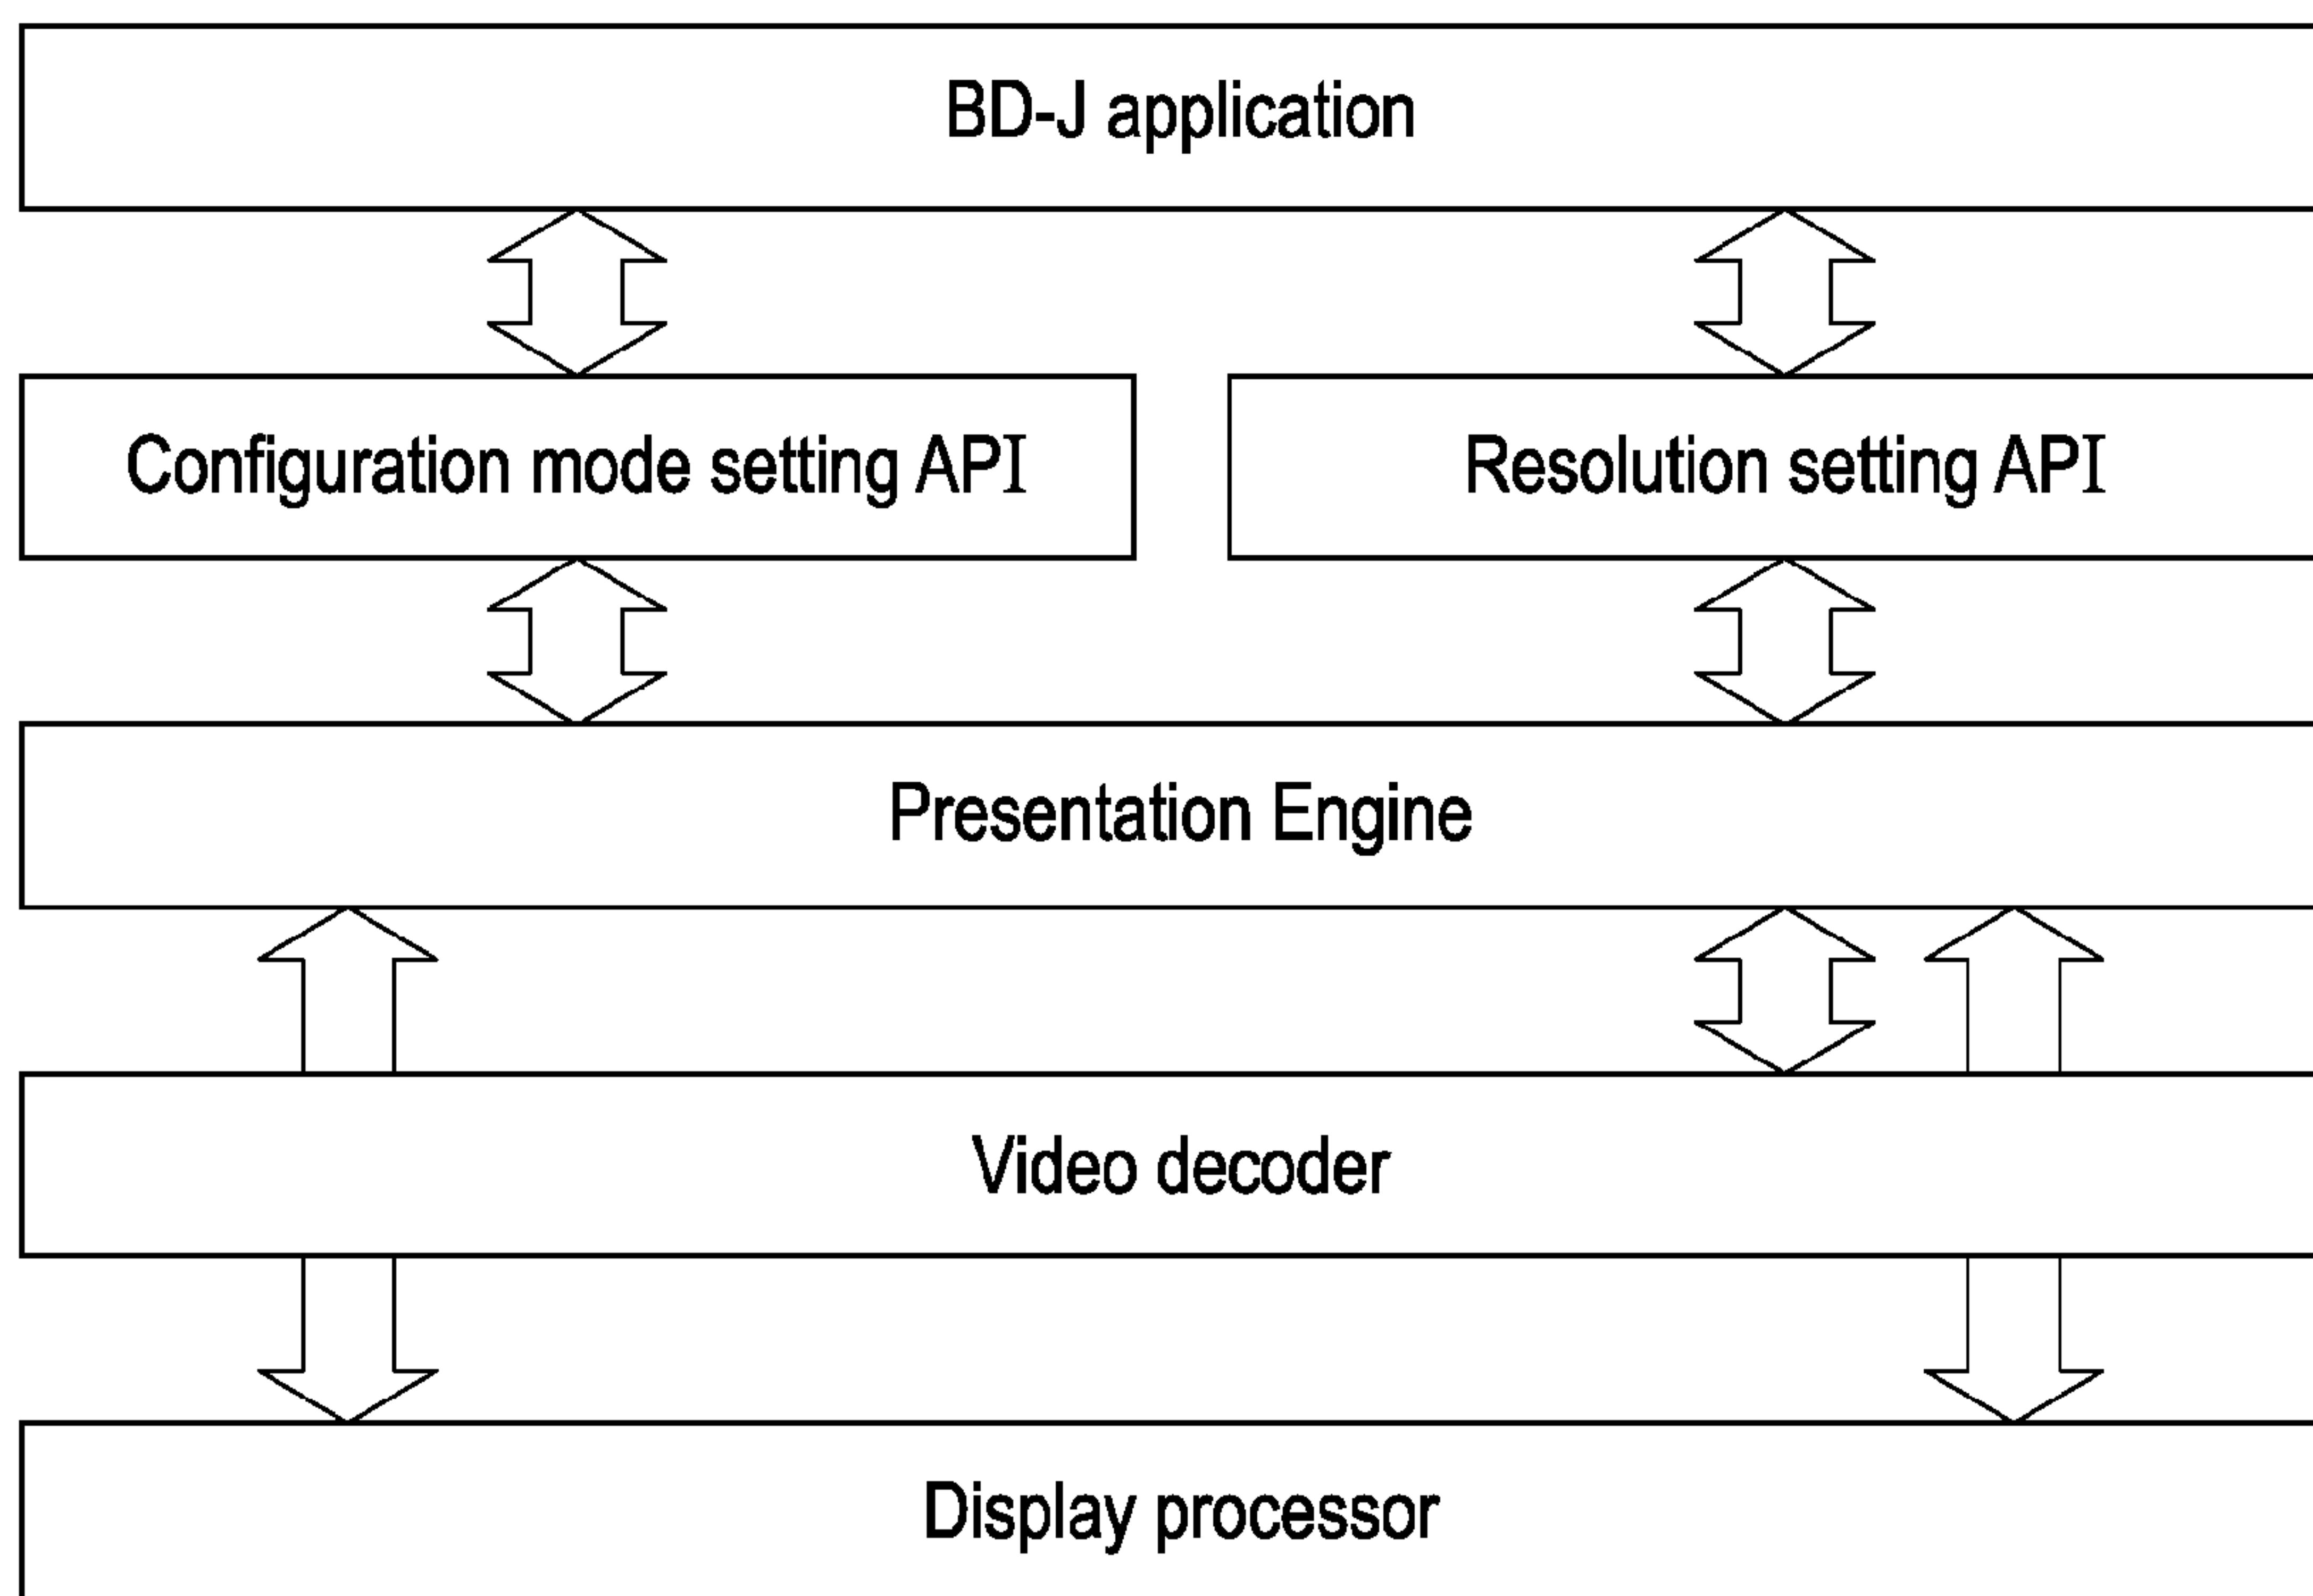 BD-J application
Configuration mode setting API
Resolution setting API
Presentation Engine
Video decoder
Display processor